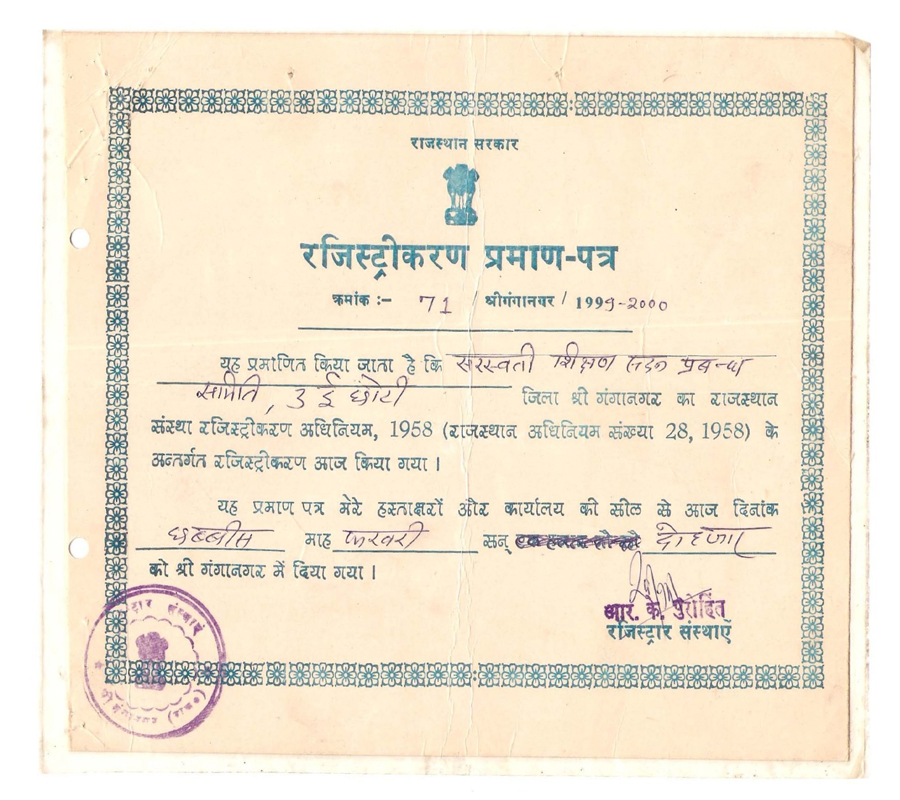 राजस्थान सरकार
रजिस्ट्रीकरण प्रमाण-पत्र
क्रमांक :- 71 श्रीगंगानगर / 1999-2000
यह प्रमाणित किया जाता है कि सरस्वती शिक्षण सदन प्रबन्ध
समिति, 3 ई छोटी जिला श्री गंगानगर का राजस्थान
संस्था रजिस्ट्रीकरण अधिनियम, 1958 (राजस्थान अधिनियम संख्या 28, 1958) के
अन्तर्गत रजिस्ट्रीकरण आज किया गया।
यह प्रमाण पत्र मेरे हस्ताक्षरों और कार्यालय की सील से आज दिनांक
छब्बीस माह फरवरी सन् दो हजार
को श्री गंगानगर में दिया गया।
आर. के. पुरोहित
रजिस्ट्रार संस्थाएं
संस्थाएं